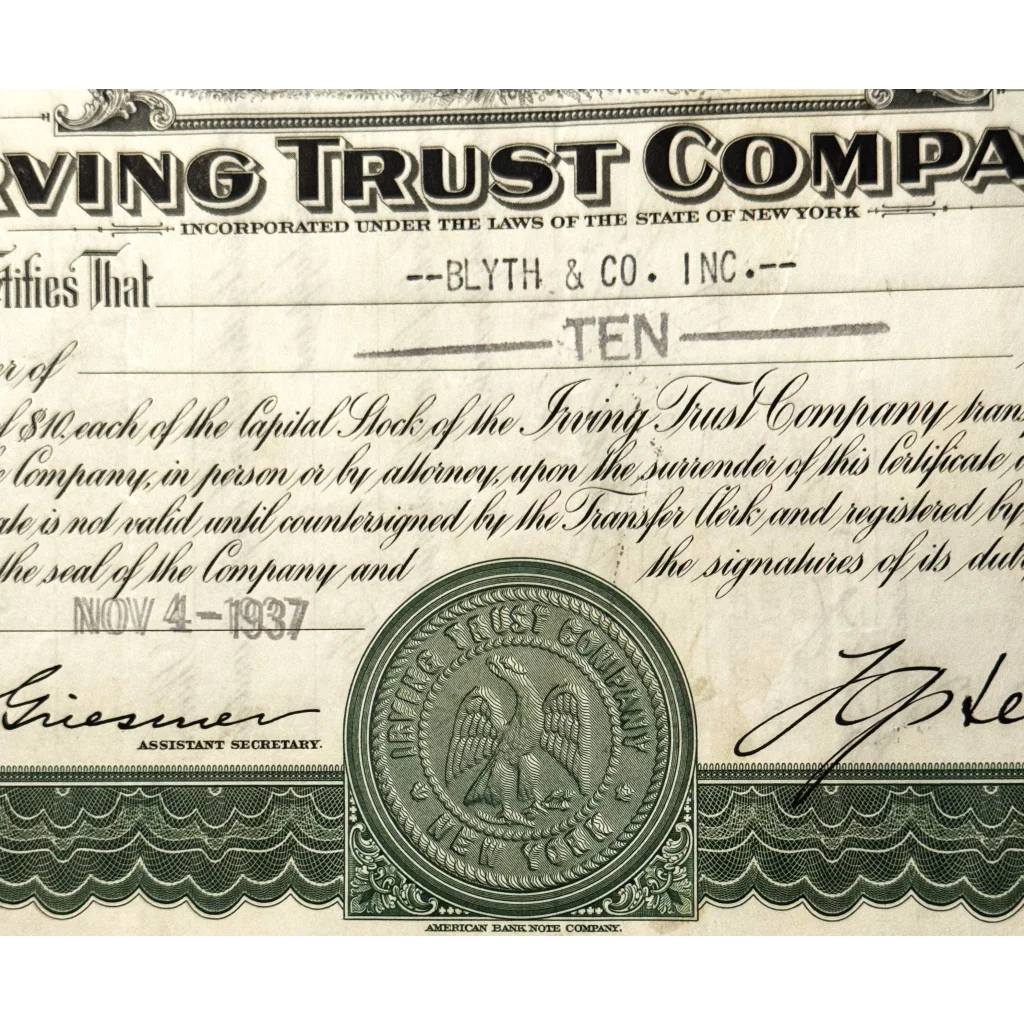 RVING TRUST COMPA
INCORPORATED UNDER THE LAWS OF THE STATE OF NEW YORK
tifies That --BLYTH & CO. INC.--
TEN
er of
of $10. each of the Capital Stock of the Irving Trust Company trans
Company, in person or by attorney, upon the surrender of this Certificate
ate is not valid until countersigned by the Transfer Clerk and registered by
the seal of the Company and the signatures of its dul
NOV 4-1937
IRVING TRUST COMPANY
NEW YORK
Griesmer
ASSISTANT SECRETARY.
AMERICAN BANK NOTE COMPANY.